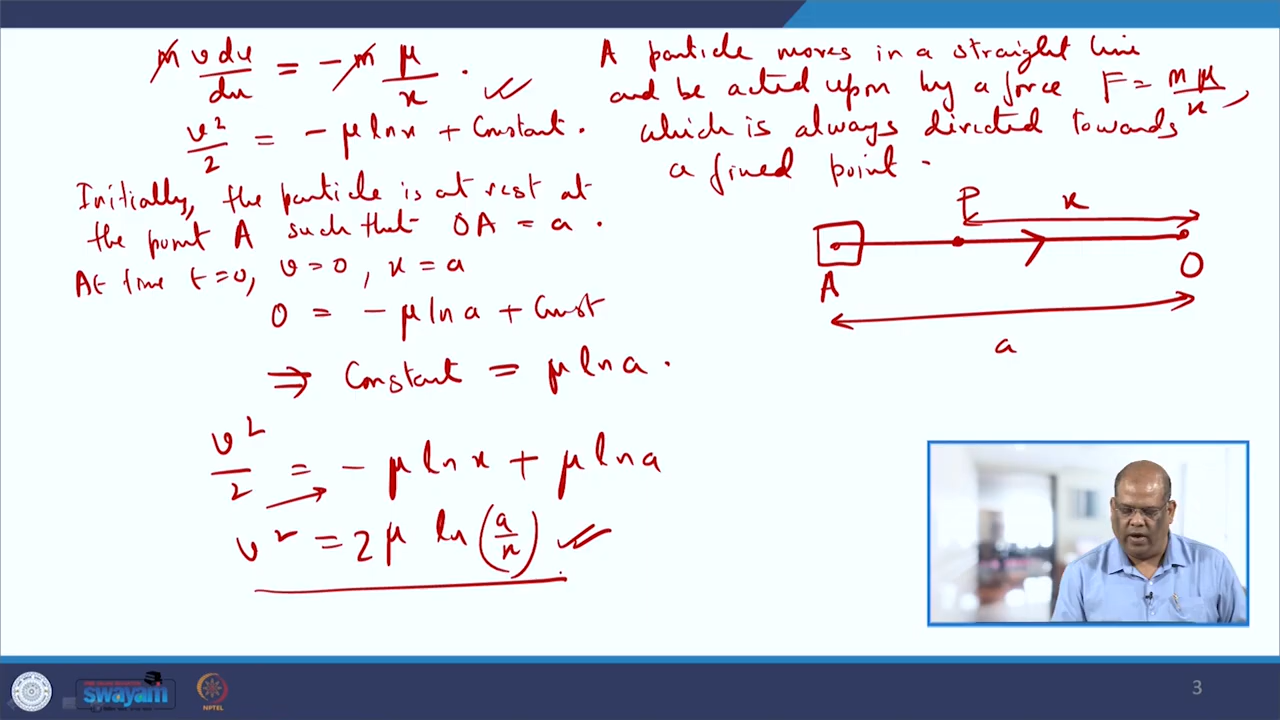 m v dv/dx = - m μ/x .
v²/2 = - μ ln x + Constant .
Initially, the particle is at rest at
the point A such that OA = a .
At time t=0, v=0, x = a
0 = - μ ln a + Const
⇒ Constant = μ ln a .
v²/2 = - μ ln x + μ ln a
v² = 2 μ ln (a/x)
A particle moves in a straight line
and be acted upon by a force F = mμ/x ,
which is always directed towards
a fixed point .
P x
A O
a
swayam
NPTEL
3